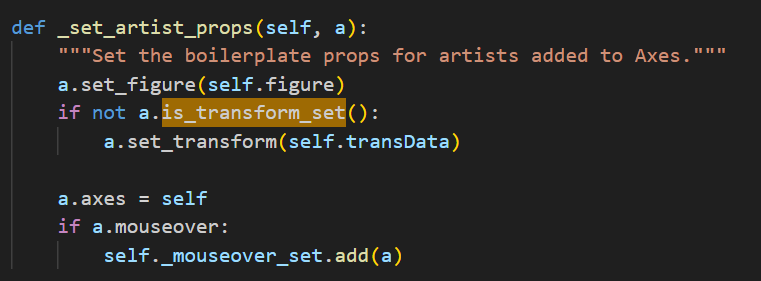 def _set_artist_props(self, a):
    """Set the boilerplate props for artists added to Axes."""
    a.set_figure(self.figure)
    if not a.is_transform_set():
        a.set_transform(self.transData)
    a.axes = self
    if a.mouseover:
        self._mouseover_set.add(a)